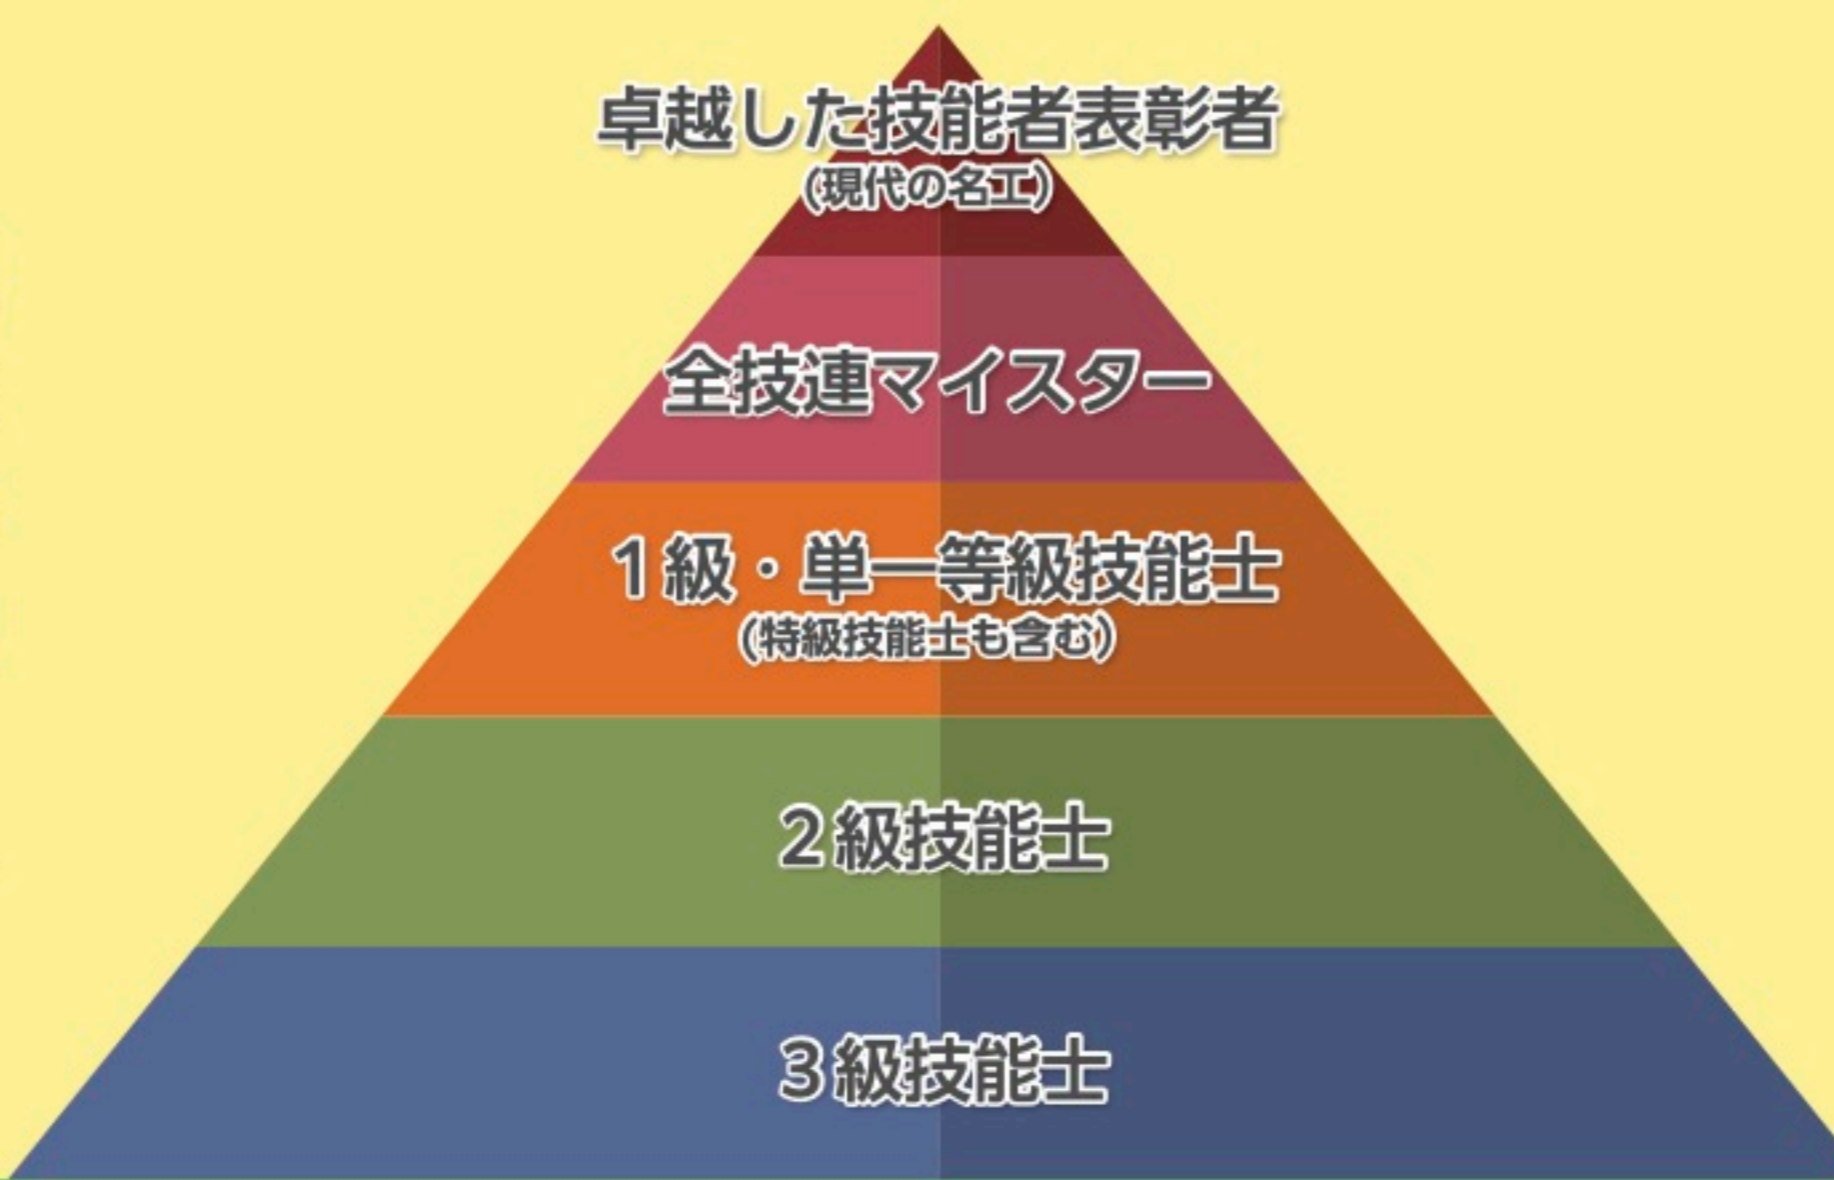 卓越した技能者表彰者
(現代の名工)
全技連マイスター
１級・単一等級技能士
(特級技能士も含む)
２級技能士
３級技能士